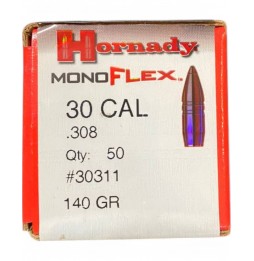 Hornady
MONOFLEX
30 CAL
.308
Qty: 50
#30311
140 GR